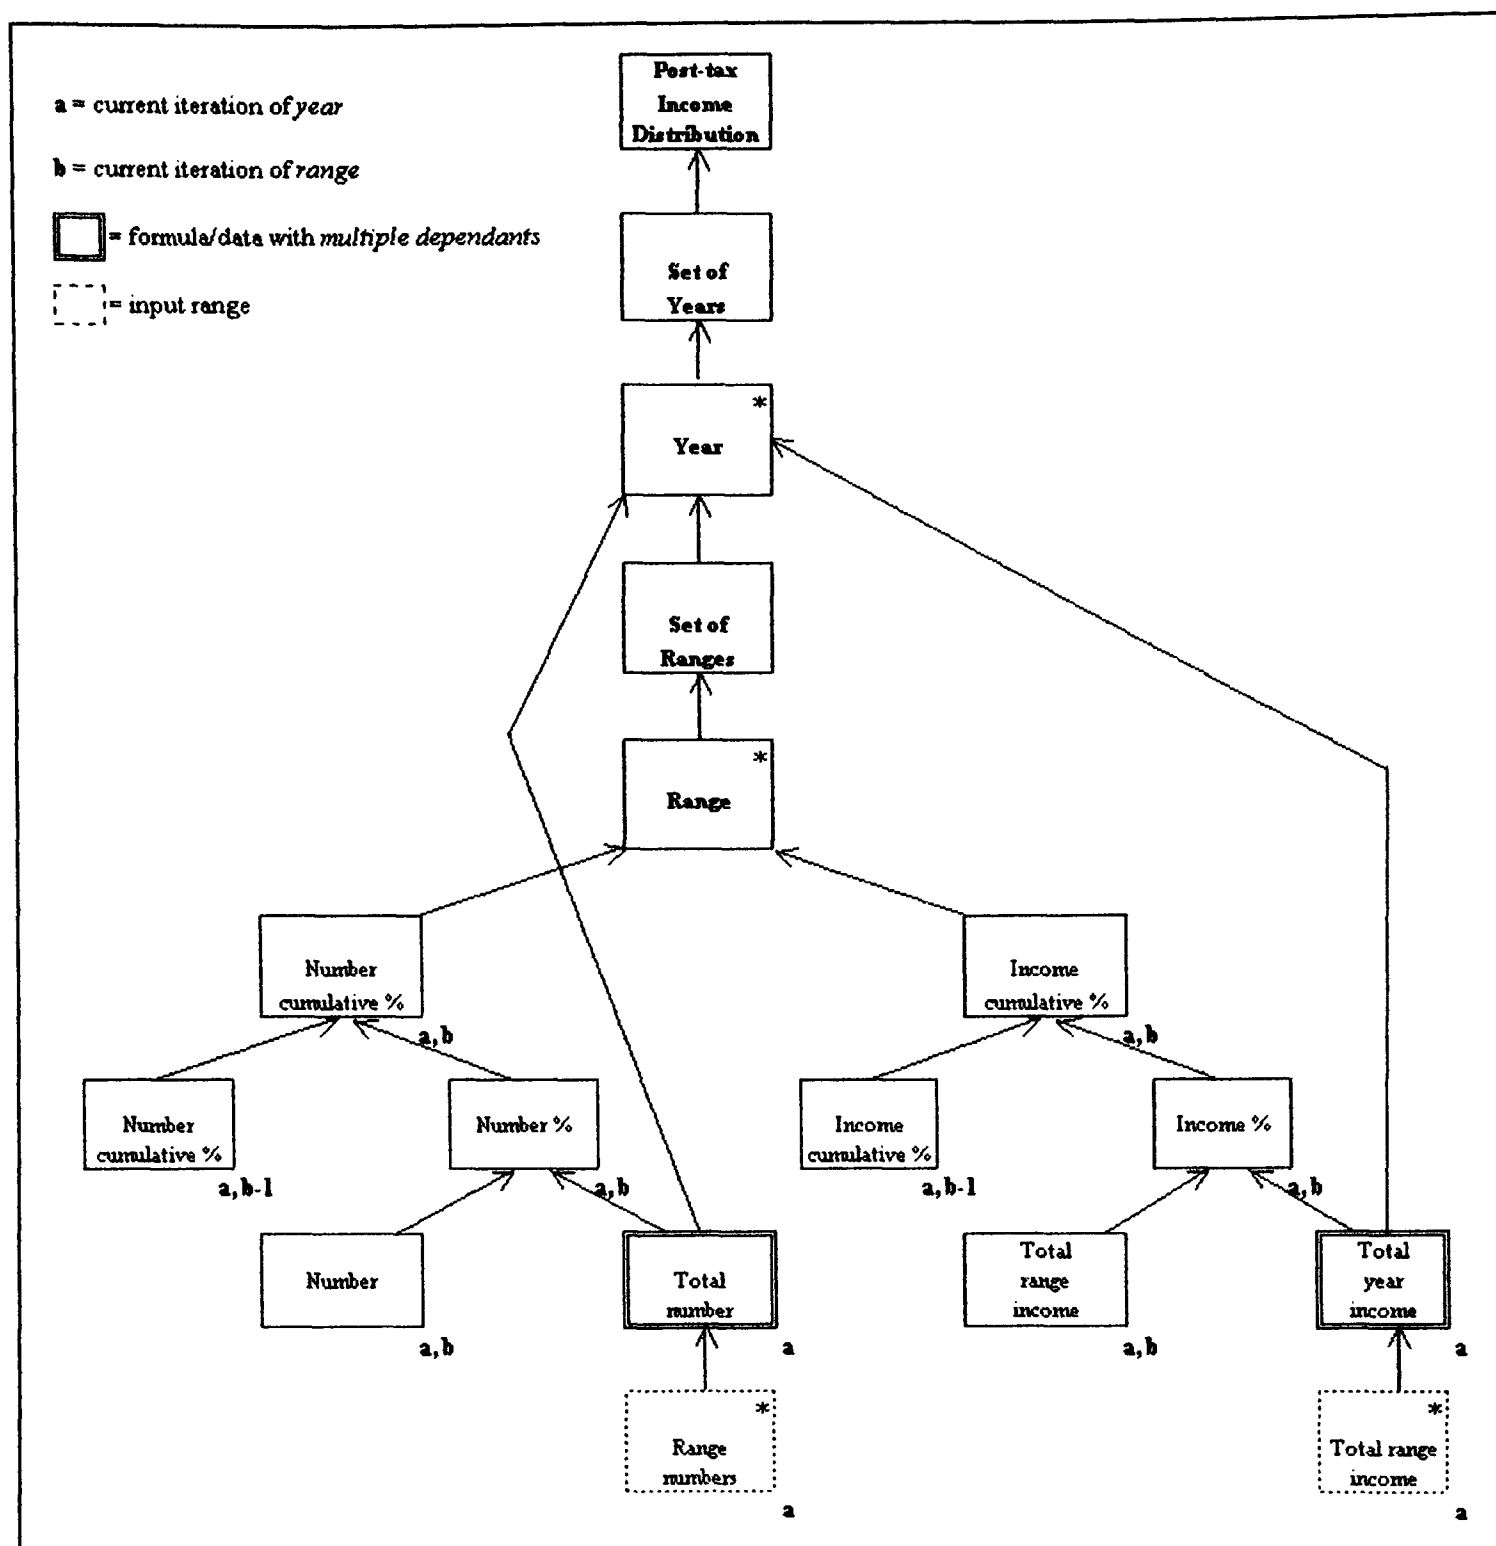 Post-tax
Income
Distribution
a = current iteration of year
b = current iteration of range
= formula/data with multiple dependants
= input range
Set of
Years
*
Year
Set of
Ranges
*
Range
Number
cumulative %
a, b
Income
cumulative %
a, b
Number
cumulative %
a, b-1
Number %
a, b
Income
cumulative %
a, b-1
Income %
a, b
Number
a, b
Total
number
a
Total
range
income
a, b
Total
year
income
a
*
Range
numbers
a
*
Total range
income
a